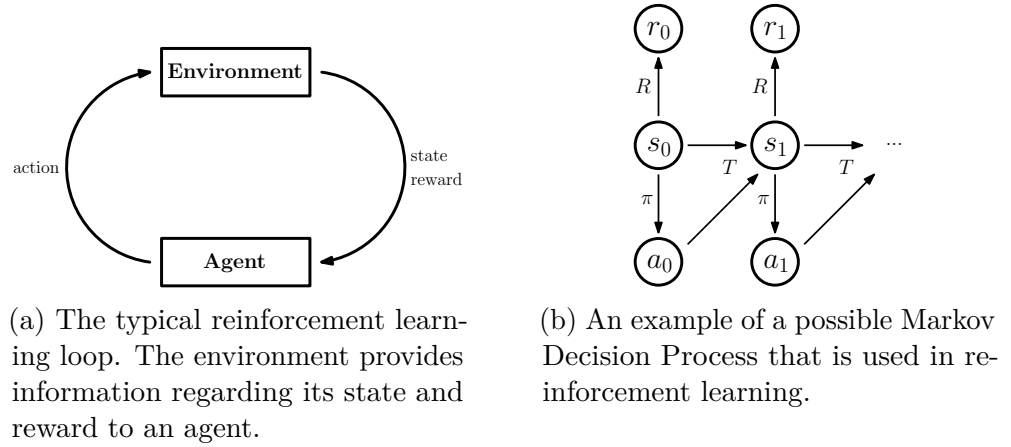 Environment
action
state
reward
Agent
(a) The typical reinforcement learn-
ing loop. The environment provides
information regarding its state and
reward to an agent.
r0 r1
R R
s0 s1 ...
T T
π π
a0 a1
(b) An example of a possible Markov
Decision Process that is used in re-
inforcement learning.